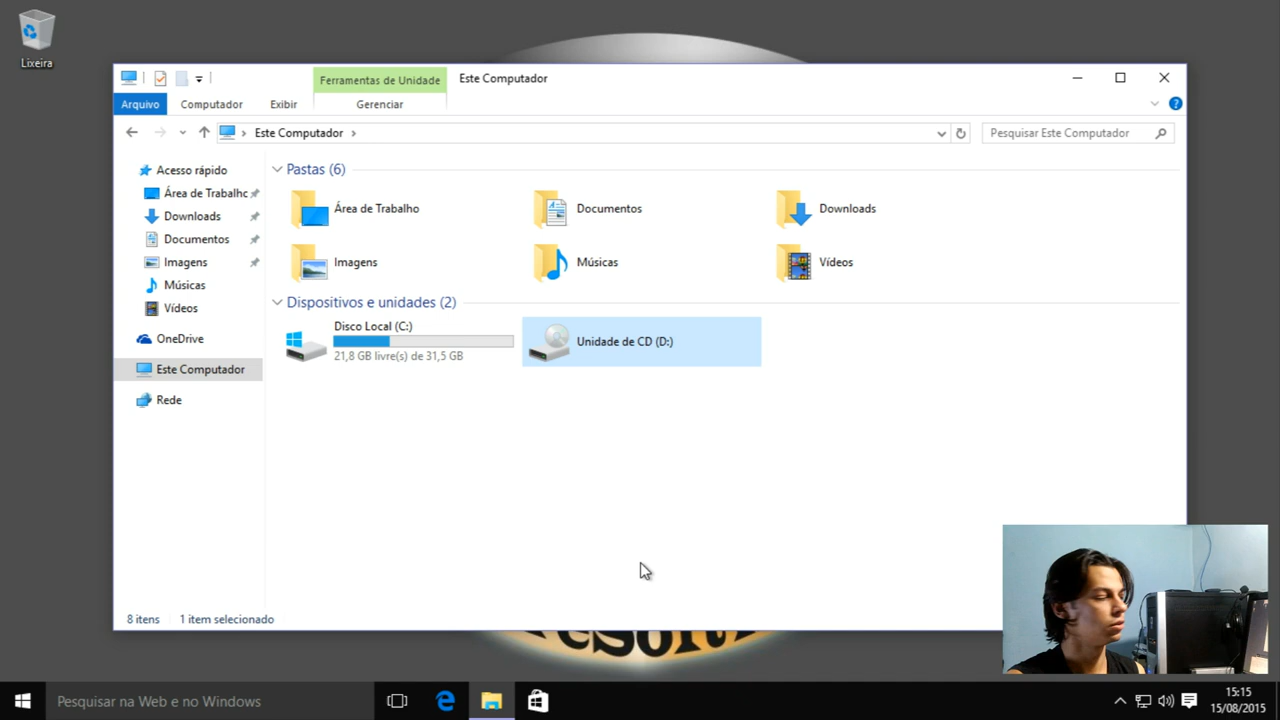 Lixeira
Ferramentas de Unidade
Este Computador
Arquivo
Computador
Exibir
Gerenciar
Este Computador
Pesquisar Este Computador
Acesso rápido
Área de Trabalhc
Downloads
Documentos
Imagens
Músicas
Vídeos
OneDrive
Este Computador
Rede
Pastas (6)
Área de Trabalho
Documentos
Downloads
Imagens
Músicas
Vídeos
Dispositivos e unidades (2)
Disco Local (C:)
21,8 GB livre(s) de 31,5 GB
Unidade de CD (D:)
8 itens
1 item selecionado
Pesquisar na Web e no Windows
15:15
15/08/2015